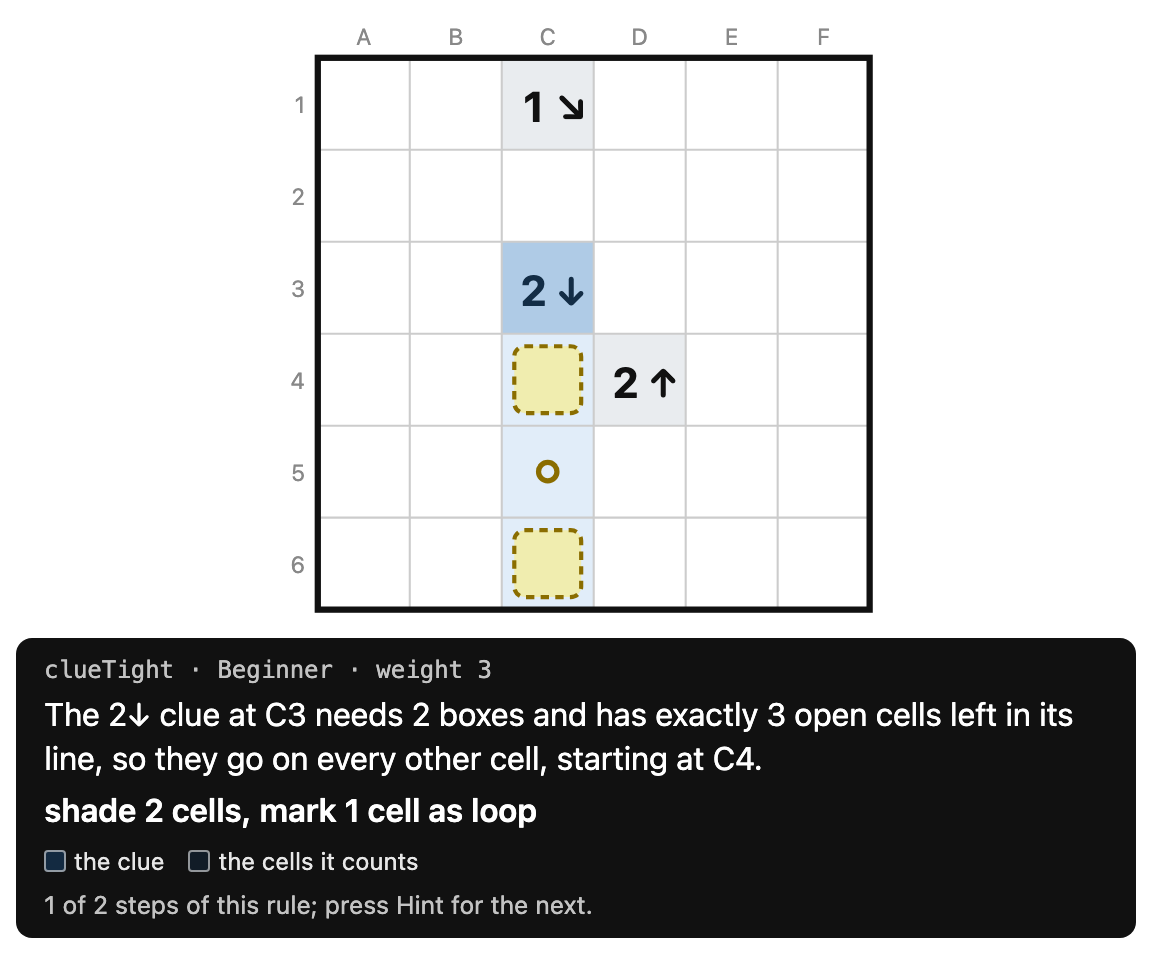 A B C D E F
1 1 ↘
2
3 2 ↓
4 2 ↑
5
6
clueTight · Beginner · weight 3
The 2↓ clue at C3 needs 2 boxes and has exactly 3 open cells left in its
line, so they go on every other cell, starting at C4.
shade 2 cells, mark 1 cell as loop
the clue the cells it counts
1 of 2 steps of this rule; press Hint for the next.